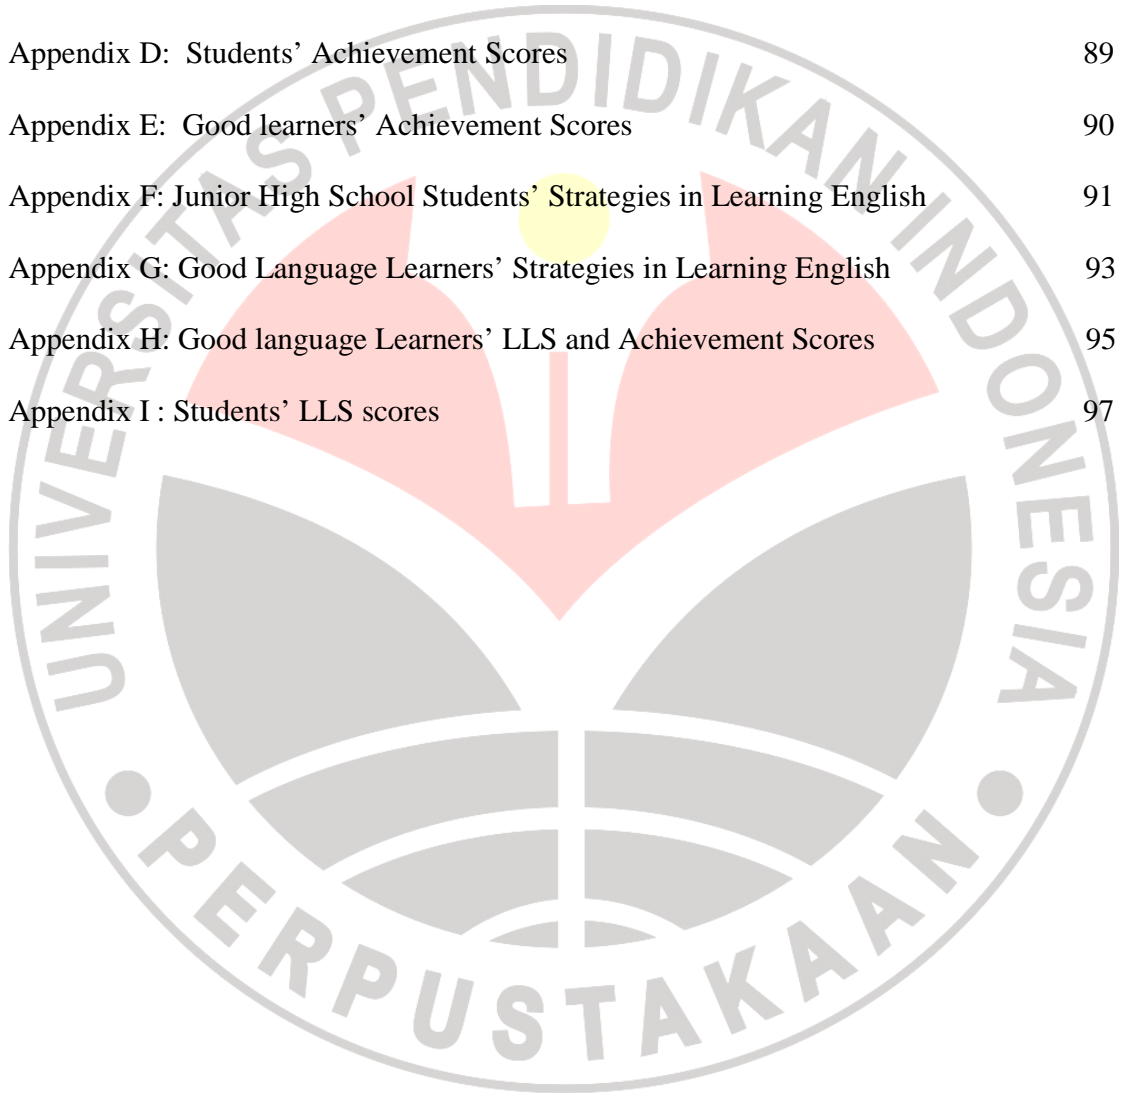 Appendix D:  Students’ Achievement Scores 89
Appendix E:  Good learners’ Achievement Scores 90
Appendix F: Junior High School Students’ Strategies in Learning English 91
Appendix G: Good Language Learners’ Strategies in Learning English 93
Appendix H: Good language Learners’ LLS and Achievement Scores 95
Appendix I : Students’ LLS scores 97
UNIVERSITAS PENDIDIKAN INDONESIA
PERPUSTAKAAN